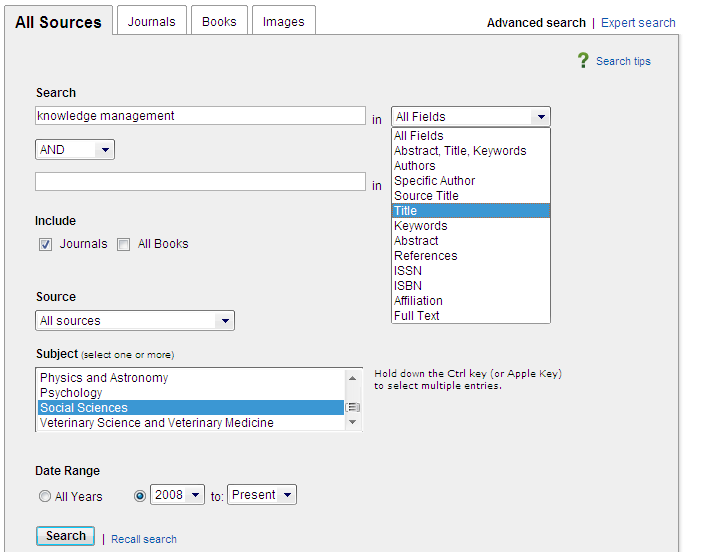 All Sources Journals Books Images Advanced search | Expert search
? Search tips
Search
knowledge management in All Fields
All Fields
AND Abstract, Title, Keywords
Authors
in Specific Author
Source Title
Title
Include Keywords
Journals All Books Abstract
References
ISSN
ISBN
Source Affiliation
All sources Full Text
Subject (select one or more)
Physics and Astronomy Hold down the Ctrl key (or Apple Key)
Psychology to select multiple entries.
Social Sciences
Veterinary Science and Veterinary Medicine
Date Range
All Years 2008 to: Present
Search | Recall search